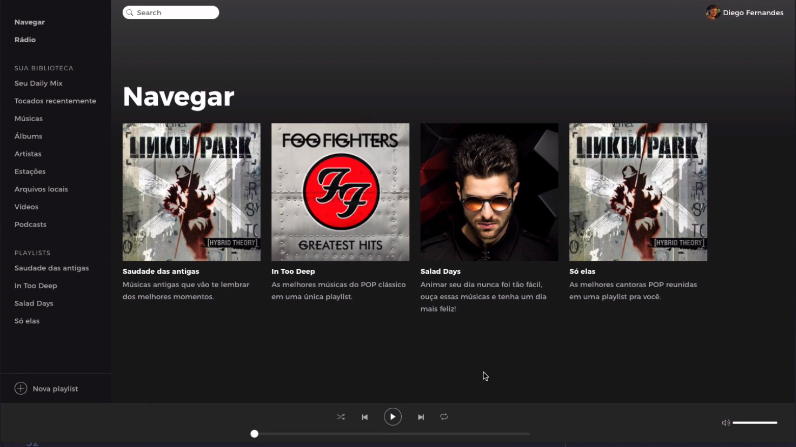 Navegar
Rádio
SUA BIBLIOTECA
Seu Daily Mix
Tocados recentemente
Músicas
Álbums
Artistas
Estações
Arquivos locais
Vídeos
Podcasts
PLAYLISTS
Saudade das antigas
In Too Deep
Salad Days
Só elas
Nova playlist
Search
Diego Fernandes
Navegar
LINKIN PARK
[HYBRID THEORY]
Saudade das antigas
Músicas antigas que vão te lembrar
dos melhores momentos.
FOO FIGHTERS
FF
GREATEST HITS
In Too Deep
As melhores músicas do POP clássico
em uma única playlist.
Salad Days
Animar seu dia nunca foi tão fácil,
ouça essas músicas e tenha um dia
mais feliz!
LINKIN PARK
[HYBRID THEORY]
Só elas
As melhores cantoras POP reunidas
em uma playlist pra você.